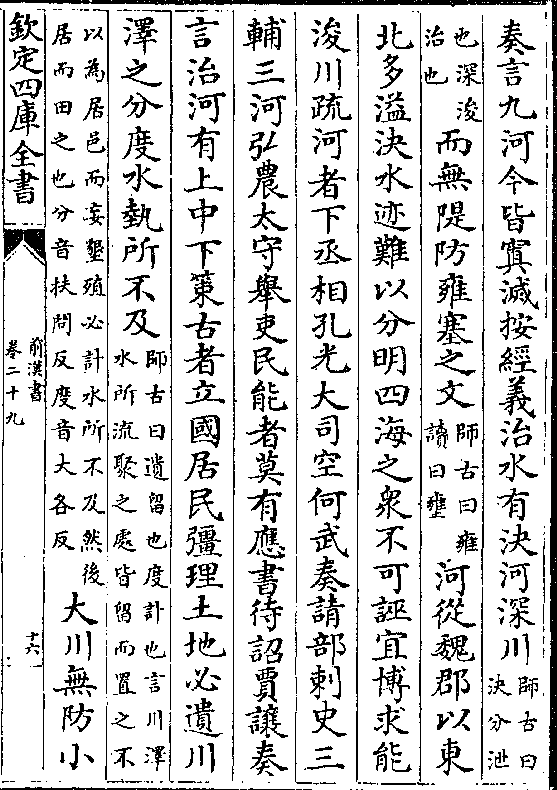 奏言九河今皆寘滅按經義治水有決河深川師古曰決分泄
也深浚治也而無隄防雍塞之文師古曰雍讀曰壅河從魏郡以東
北多溢決水迹難以分明四海之衆不可誣宜博求能
浚川疏河者下丞相孔光大司空何武奏請部刺史三
輔三河弘農太守舉吏民能者莫有應書待詔賈讓奏
言治河有上中下策古者立國居民彊理土地必遺川
澤之分度水埶所不及師古曰遺留也度計也言川澤水所流聚之處皆留而置之不
以為居邑而妄墾殖必計水所不及然後居而田之也分音扶問反度音大各反大川無防小
欽定四庫全書
前漢書
卷二十九
十六